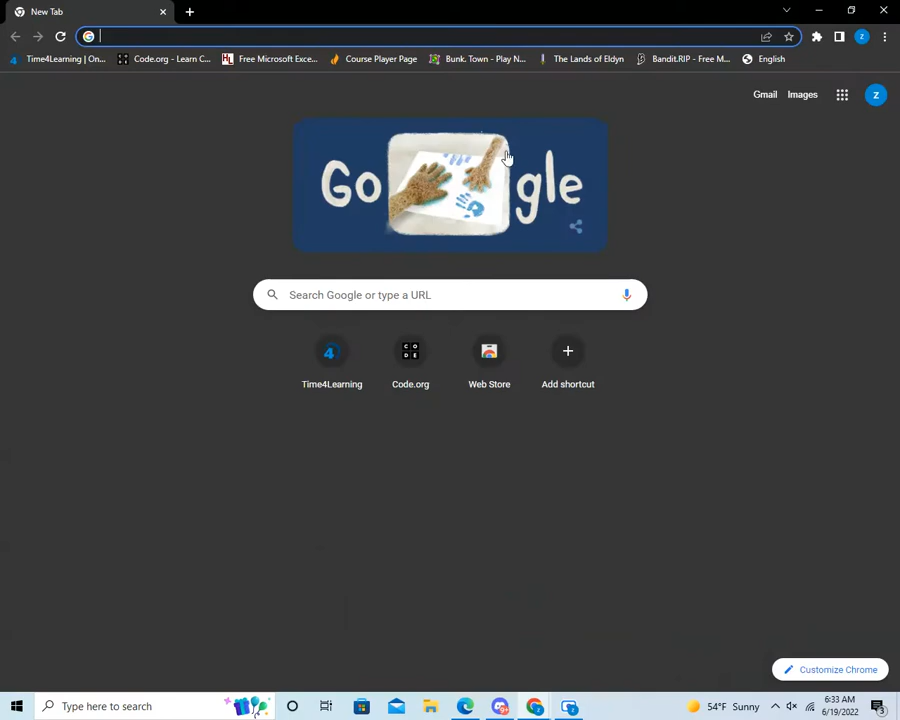 New Tab
Time4Learning | On...
Code.org - Learn C...
Free Microsoft Exce...
Course Player Page
Bunk. Town - Play N...
The Lands of Eldyn
Bandit.RIP - Free M...
English
Gmail
Images
Z
Go gle
Search Google or type a URL
Time4Learning
Code.org
Web Store
Add shortcut
Customize Chrome
Type here to search
54°F Sunny
6:33 AM
6/19/2022